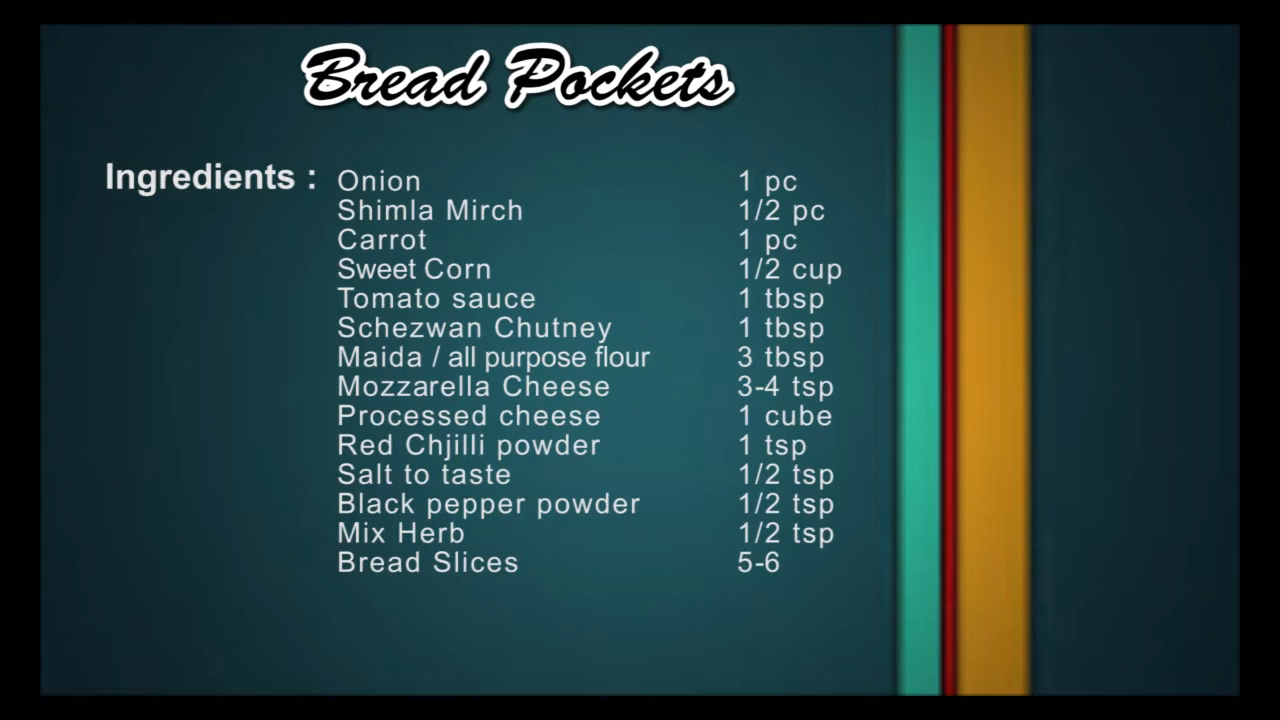 Bread Pockets
Ingredients : Onion 1 pc
Shimla Mirch 1/2 pc
Carrot 1 pc
Sweet Corn 1/2 cup
Tomato sauce 1 tbsp
Schezwan Chutney 1 tbsp
Maida / all purpose flour 3 tbsp
Mozzarella Cheese 3-4 tsp
Processed cheese 1 cube
Red Chjilli powder 1 tsp
Salt to taste 1/2 tsp
Black pepper powder 1/2 tsp
Mix Herb 1/2 tsp
Bread Slices 5-6